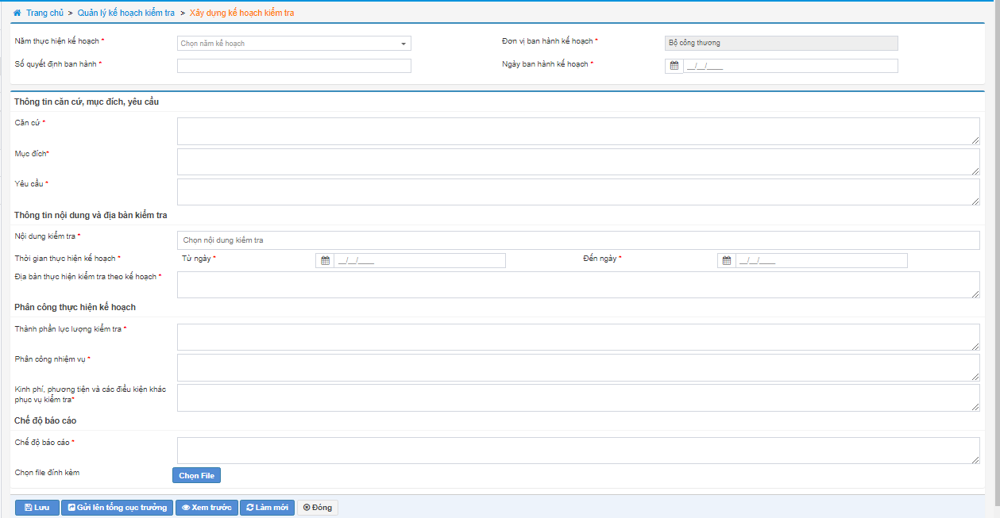 Trang chủ > Quản lý kế hoạch kiểm tra > Xây dựng kế hoạch kiểm tra
Năm thực hiện kế hoạch * Chọn năm kế hoạch Đơn vị ban hành kế hoạch * Bộ công thương
Số quyết định ban hành * Ngày ban hành kế hoạch * __/__/____
Thông tin căn cứ, mục đích, yêu cầu
Căn cứ *
Mục đích*
Yêu cầu *
Thông tin nội dung và địa bàn kiểm tra
Nội dung kiểm tra * Chọn nội dung kiểm tra
Thời gian thực hiện kế hoạch * Từ ngày * __/__/____ Đến ngày * __/__/____
Địa bàn thực hiện kiểm tra theo kế hoạch *
Phân công thực hiện kế hoạch
Thành phần lực lượng kiểm tra *
Phân công nhiệm vụ *
Kinh phí, phương tiện và các điều kiện khác
phục vụ kiểm tra*
Chế độ báo cáo
Chế độ báo cáo *
Chọn file đính kèm Chọn File
Lưu Gửi lên tổng cục trưởng Xem trước Làm mới Đóng